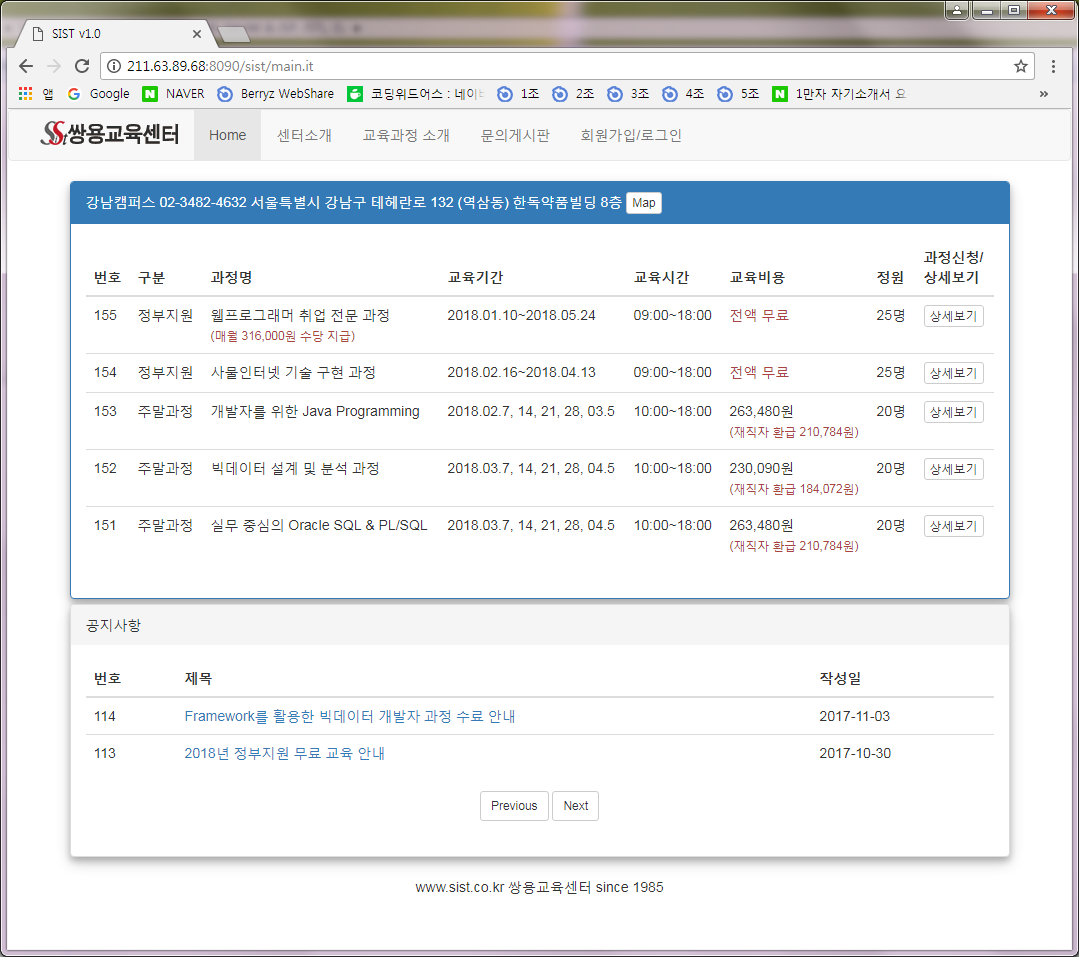 SIST v1.0
211.63.89.68:8090/sist/main.it
앱 Google NAVER Berryz WebShare 코딩위드어스 : 네이 1조 2조 3조 4조 5조 1만자 자기소개서 요 »
SSt쌍용교육센터 Home 센터소개 교육과정 소개 문의게시판 회원가입/로그인
강남캠퍼스 02-3482-4632 서울특별시 강남구 테헤란로 132 (역삼동) 한독약품빌딩 8층 Map
번호 구분 과정명 교육기간 교육시간 교육비용 정원 과정신청/
상세보기
155 정부지원 웹프로그래머 취업 전문 과정 2018.01.10~2018.05.24 09:00~18:00 전액 무료 25명 상세보기
(매월 316,000원 수당 지급)
154 정부지원 사물인터넷 기술 구현 과정 2018.02.16~2018.04.13 09:00~18:00 전액 무료 25명 상세보기
153 주말과정 개발자를 위한 Java Programming 2018.02.7, 14, 21, 28, 03.5 10:00~18:00 263,480원 20명 상세보기
(재직자 환급 210,784원)
152 주말과정 빅데이터 설계 및 분석 과정 2018.03.7, 14, 21, 28, 04.5 10:00~18:00 230,090원 20명 상세보기
(재직자 환급 184,072원)
151 주말과정 실무 중심의 Oracle SQL & PL/SQL 2018.03.7, 14, 21, 28, 04.5 10:00~18:00 263,480원 20명 상세보기
(재직자 환급 210,784원)
공지사항
번호 제목 작성일
114 Framework를 활용한 빅데이터 개발자 과정 수료 안내 2017-11-03
113 2018년 정부지원 무료 교육 안내 2017-10-30
Previous Next
www.sist.co.kr 쌍용교육센터 since 1985